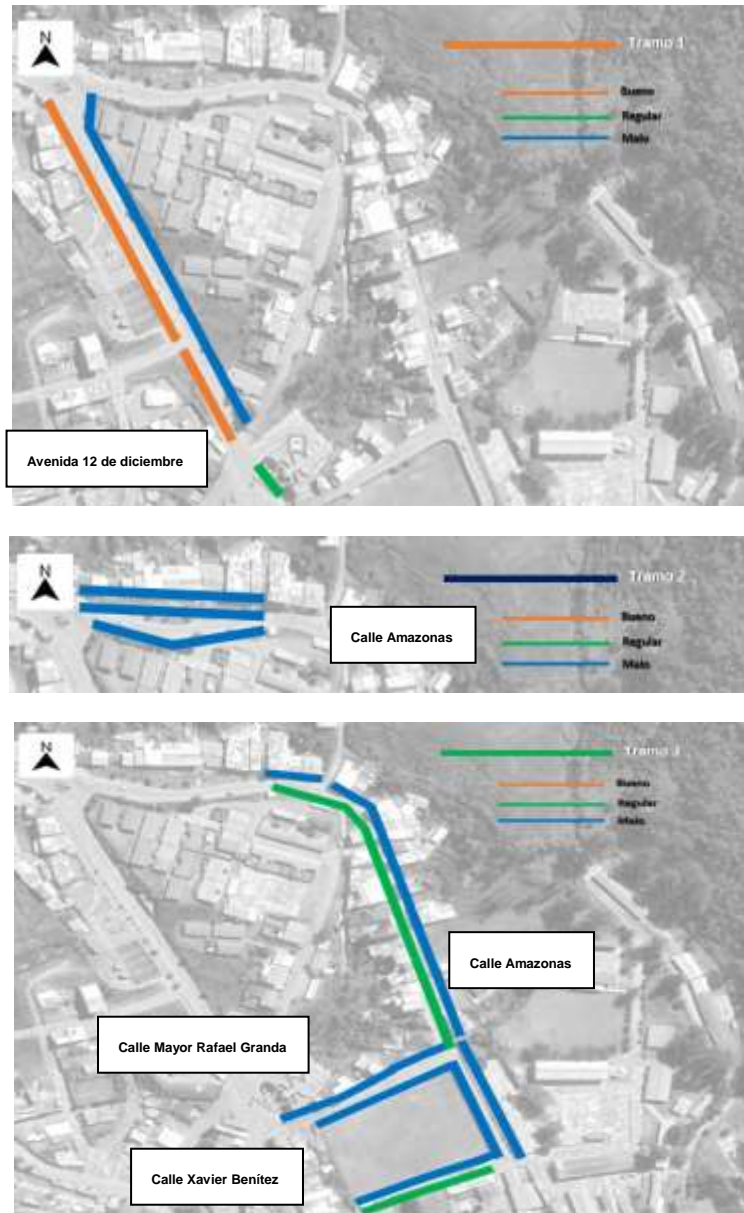 N
Tramo 1
Bueno
Regular
Malo
Avenida 12 de diciembre
N
Tramo 2
Bueno
Regular
Malo
Calle Amazonas
N
Tramo 3
Bueno
Regular
Malo
Calle Amazonas
Calle Mayor Rafael Granda
Calle Xavier Benítez